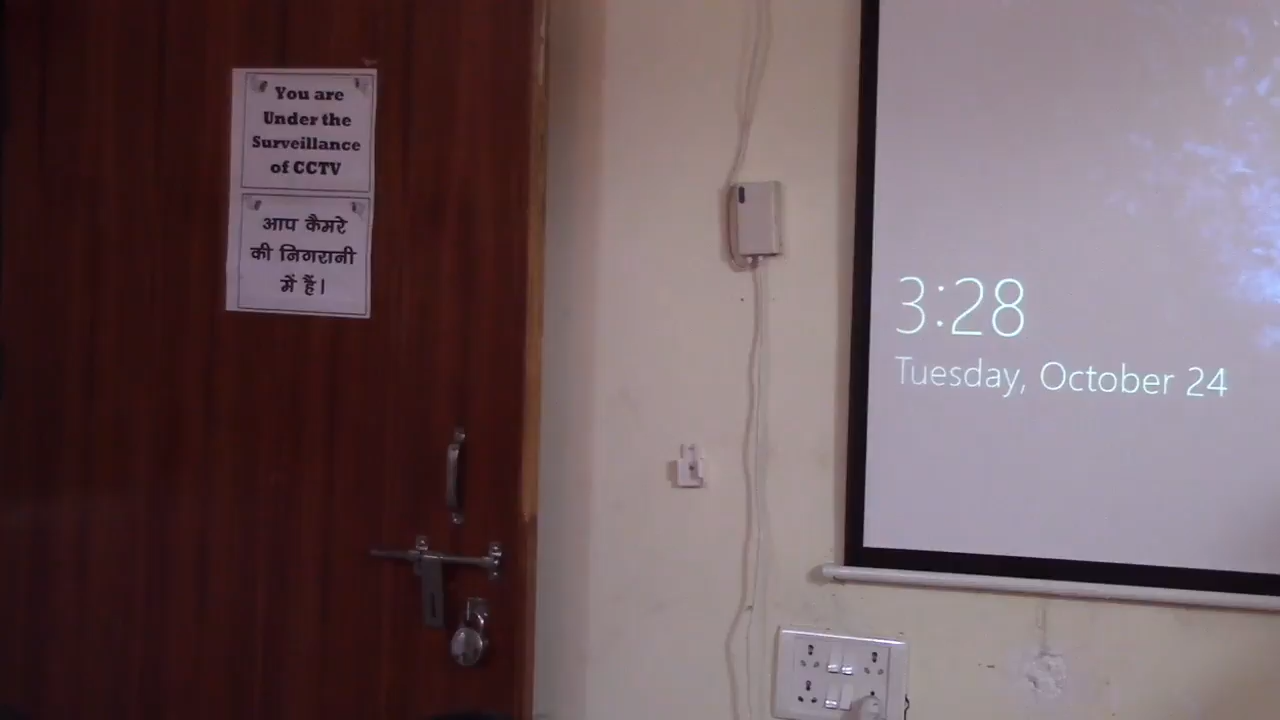 You are
Under the
Surveillance
of CCTV
आप कैमरे
की निगरानी
में हैं।
3:28
Tuesday, October 24